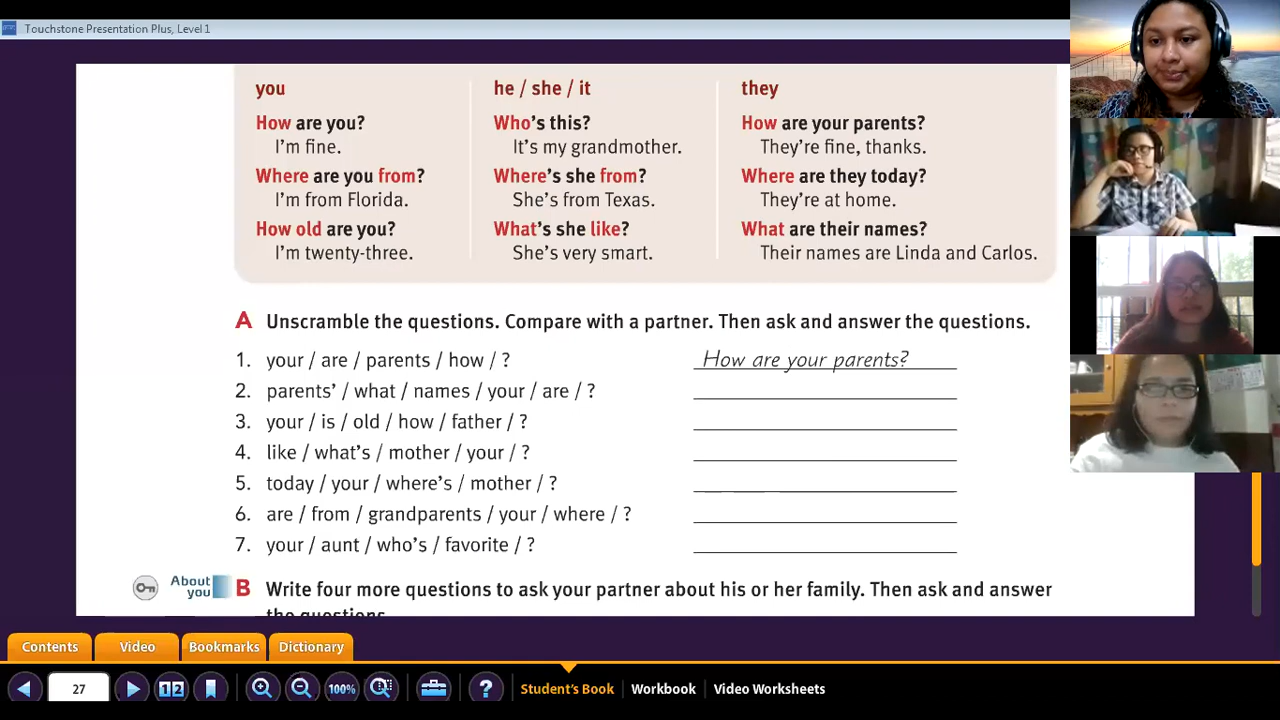 Touchstone Presentation Plus, Level 1
you
he / she / it
they
How are you?
I'm fine.
Where are you from?
I'm from Florida.
How old are you?
I'm twenty-three.
Who's this?
It's my grandmother.
Where's she from?
She's from Texas.
What's she like?
She's very smart.
How are your parents?
They're fine, thanks.
Where are they today?
They're at home.
What are their names?
Their names are Linda and Carlos.
A Unscramble the questions. Compare with a partner. Then ask and answer the questions.
1. your / are / parents / how / ? How are your parents?
2. parents' / what / names / your / are / ?
3. your / is / old / how / father / ?
4. like / what's / mother / your / ?
5. today / your / where's / mother / ?
6. are / from / grandparents / your / where / ?
7. your / aunt / who's / favorite / ?
About you
B Write four more questions to ask your partner about his or her family. Then ask and answer
the questions.
Contents Video Bookmarks Dictionary
27 1 2 100% ? Student's Book Workbook Video Worksheets